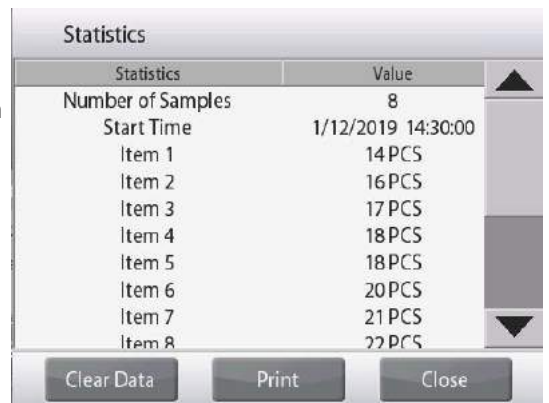 Statistics
Statistics Value
Number of Samples 8
Start Time 1/12/2019 14:30:00
Item 1 14 PCS
Item 2 16 PCS
Item 3 17 PCS
Item 4 18 PCS
Item 5 18 PCS
Item 6 20 PCS
Item 7 21 PCS
Item 8 22 PCS
Clear Data Print Close